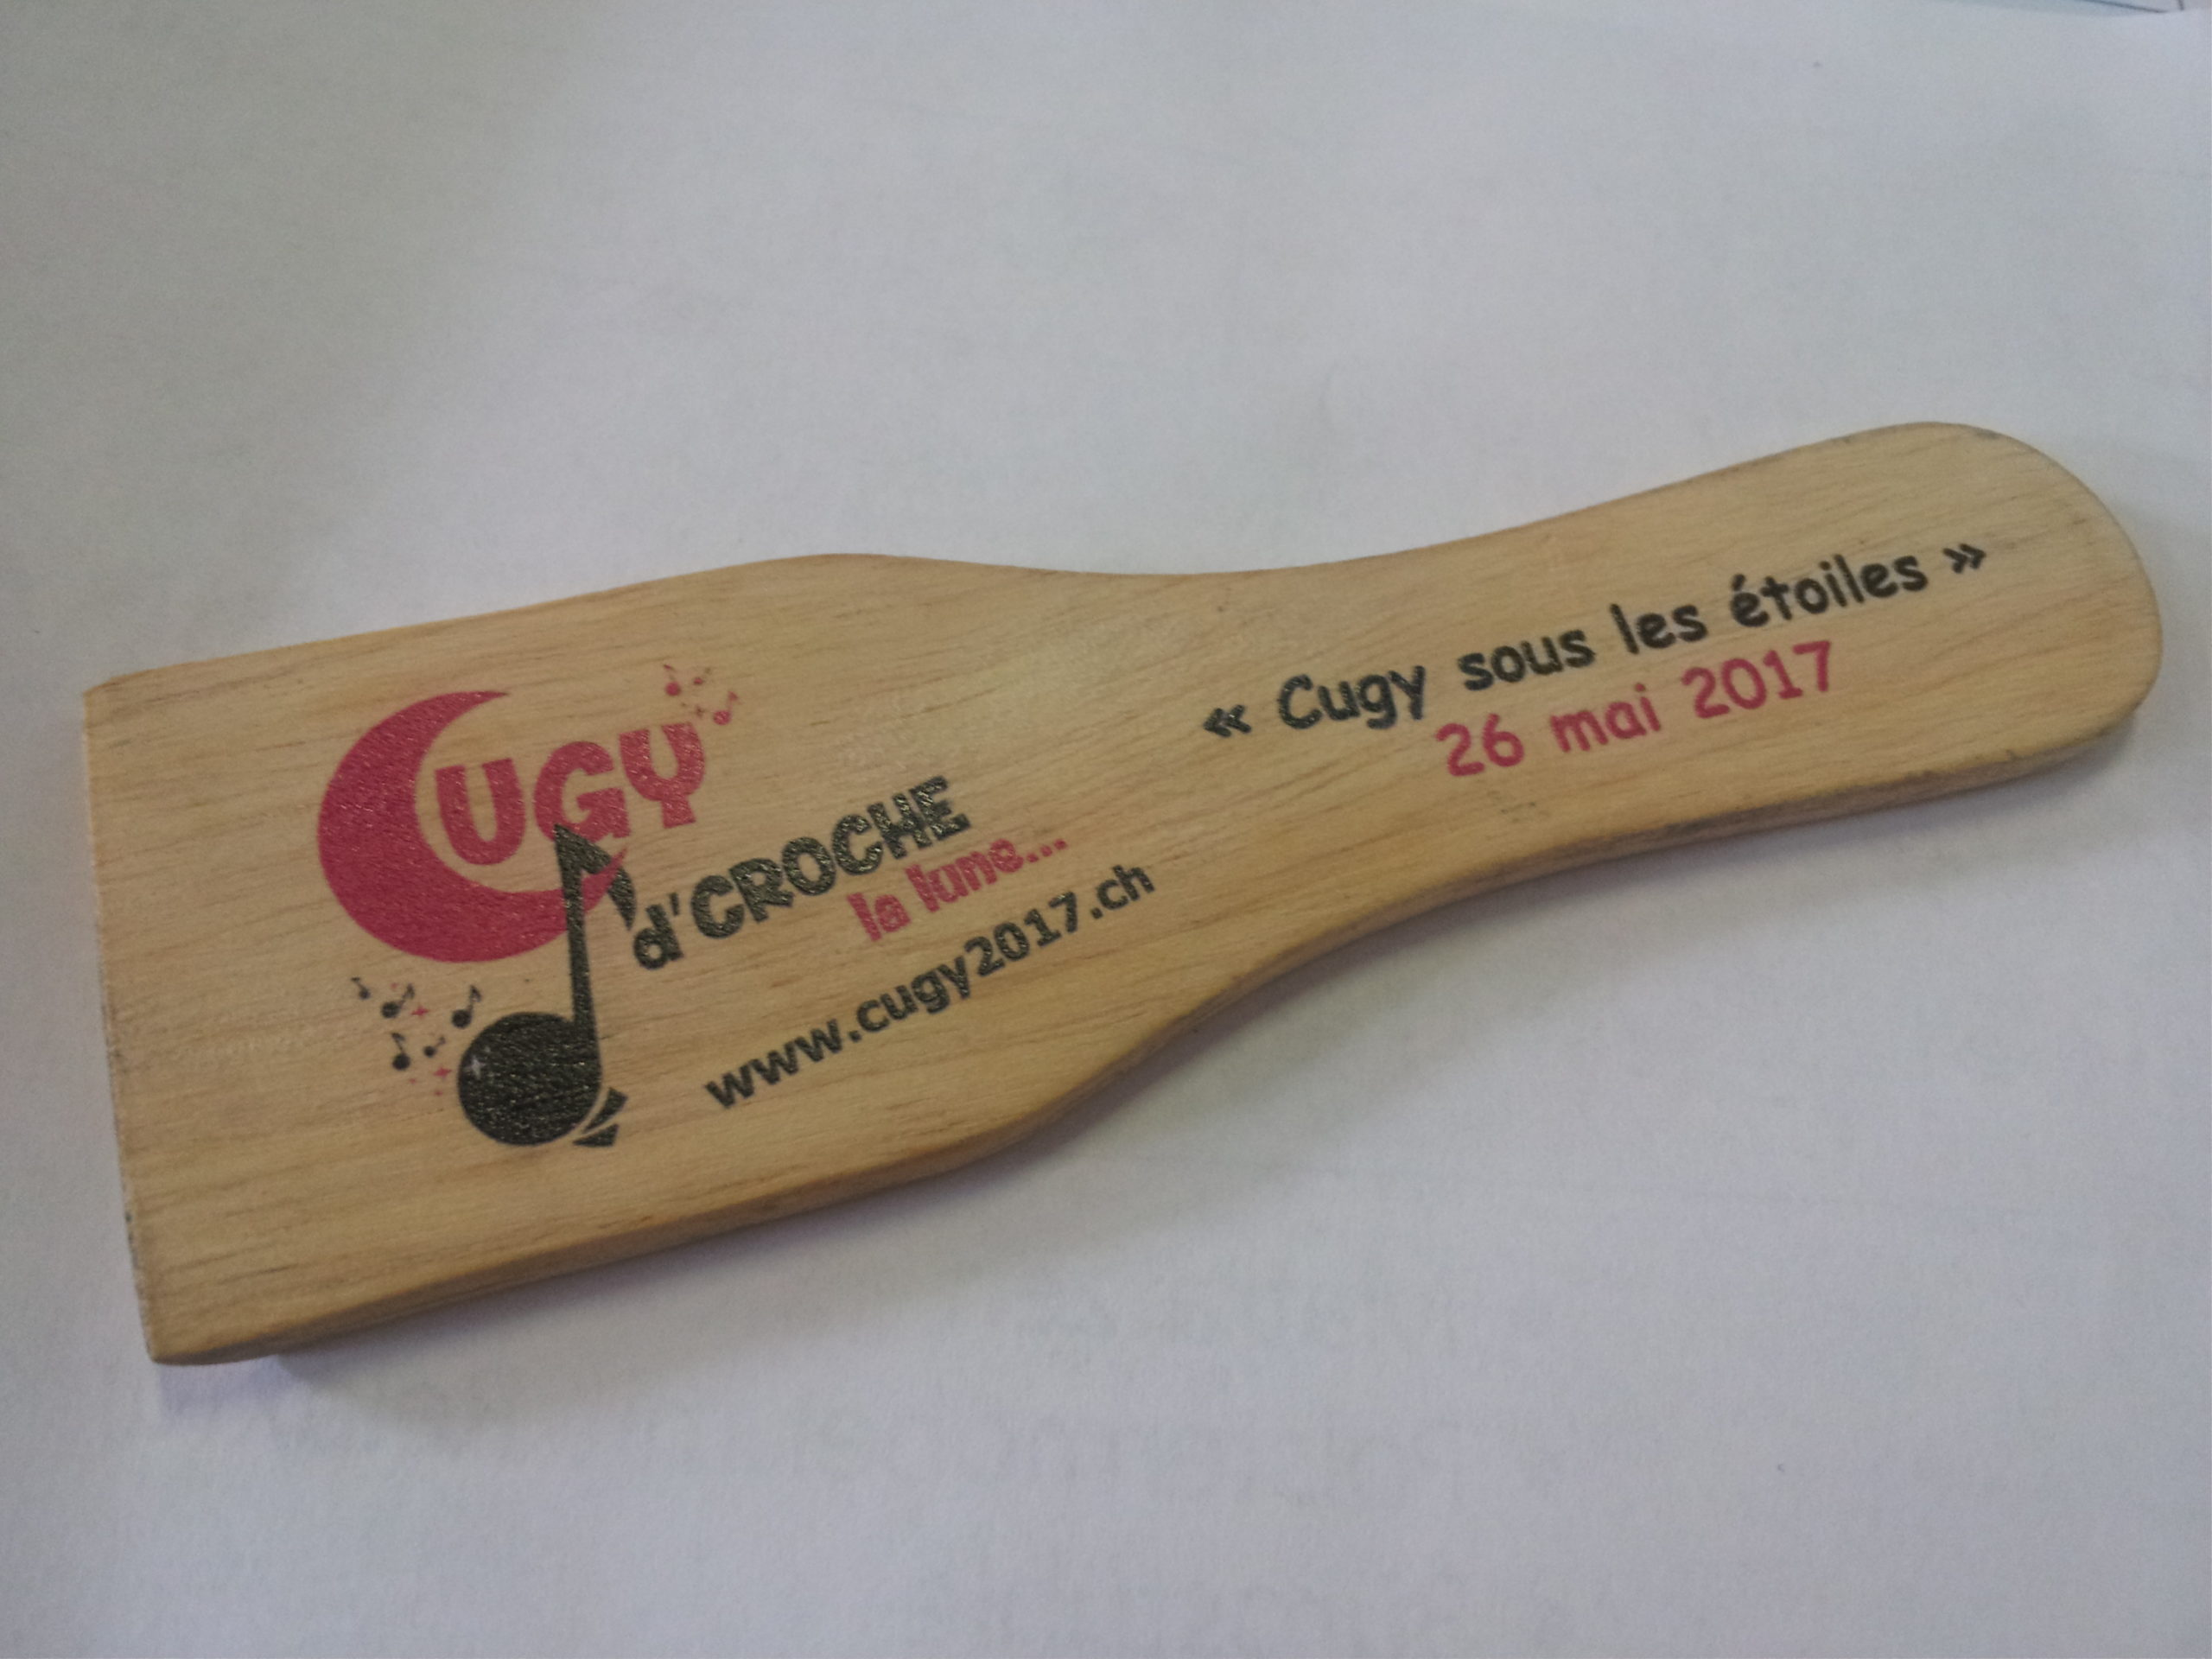 CUGY
d'CROCHE
la lune...
www.cugy2017.ch
« Cugy sous les étoiles »
26 mai 2017